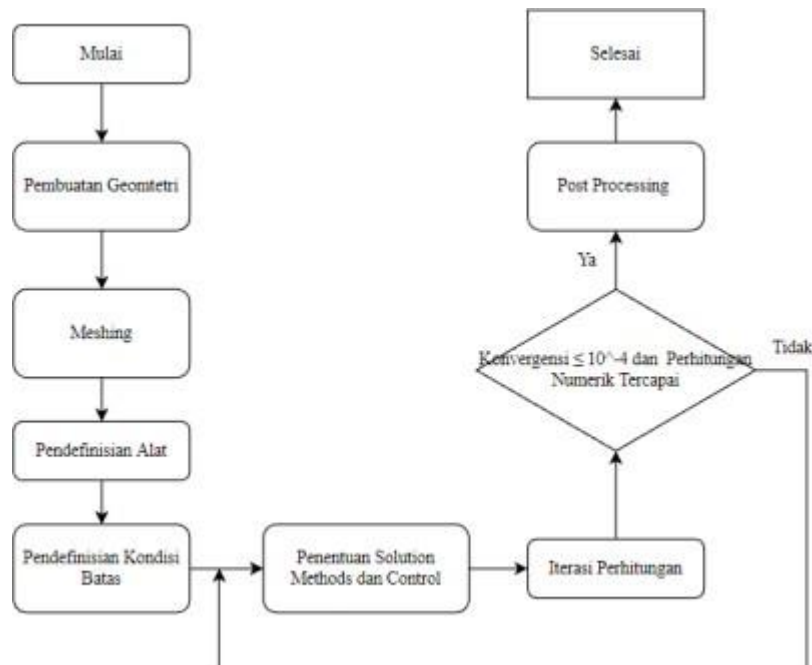 Mulai
Pembuatan Geomtetri
Meshing
Pendefinisian Alat
Pendefinisian Kondisi
Batas
Penentuan Solution
Methods dan Control
Iterasi Perhitungan
Konvergensi ≤ 10^-4 dan Perhitungan
Numerik Tercapai
Tidak
Ya
Post Processing
Selesai